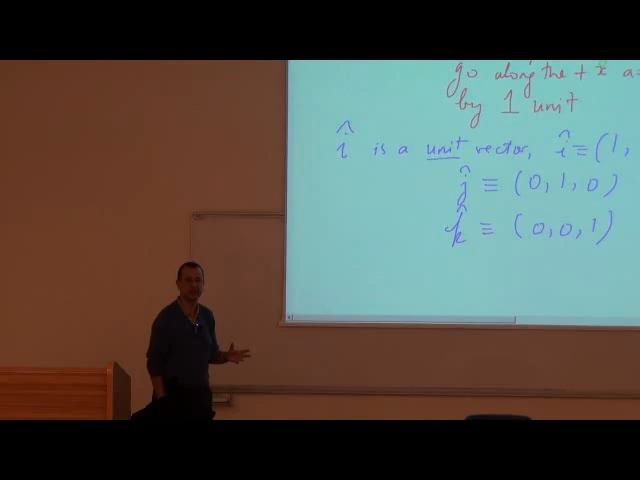 go along the + x a
by 1 unit
î is a unit vector, î ≡ (1,
ĵ ≡ (0, 1, 0)
k̂ ≡ (0, 0, 1)